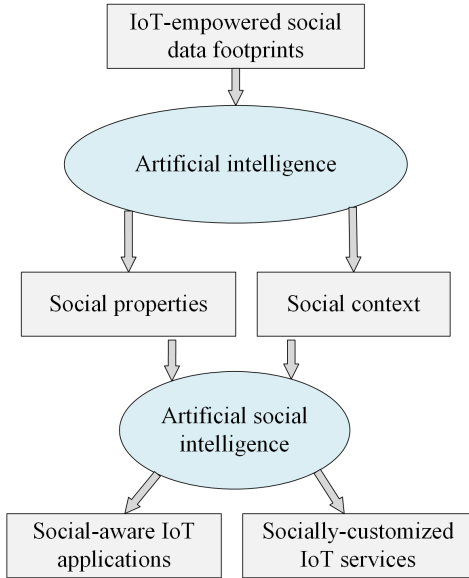 IoT-empowered social
data footprints
Artificial intelligence
Social properties
Social context
Artificial social
intelligence
Social-aware IoT
applications
Socially-customized
IoT services